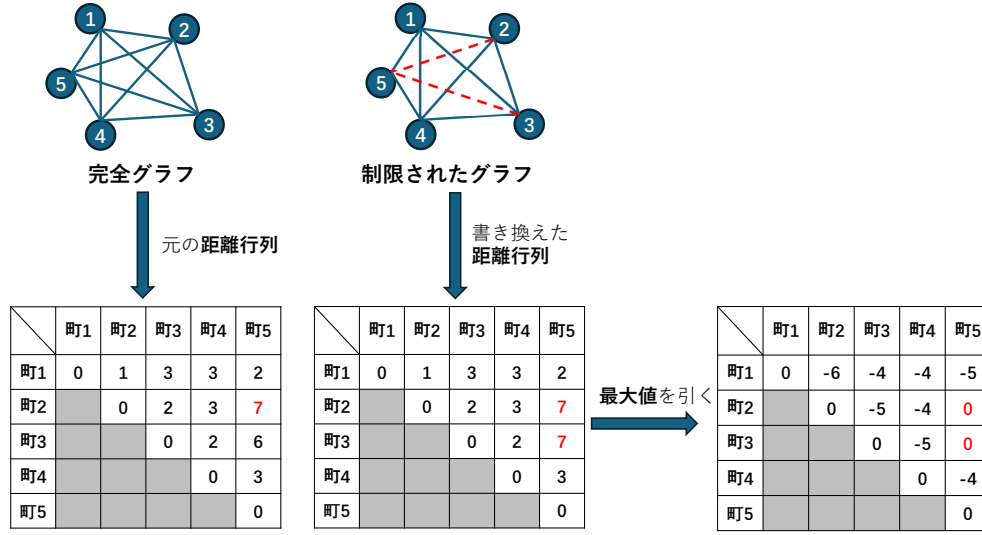 1
2
5
4
3
1
2
5
4
3
完全グラフ
制限されたグラフ
元の距離行列
書き換えた
距離行列
町1 町2 町3 町4 町5
町1 0 1 3 3 2
町2 0 2 3 7
町3 0 2 6
町4 0 3
町5 0
町1 町2 町3 町4 町5
町1 0 1 3 3 2
町2 0 2 3 7
町3 0 2 7
町4 0 3
町5 0
最大値を引く
町1 町2 町3 町4 町5
町1 0 -6 -4 -4 -5
町2 0 -5 -4 0
町3 0 -5 0
町4 0 -4
町5 0